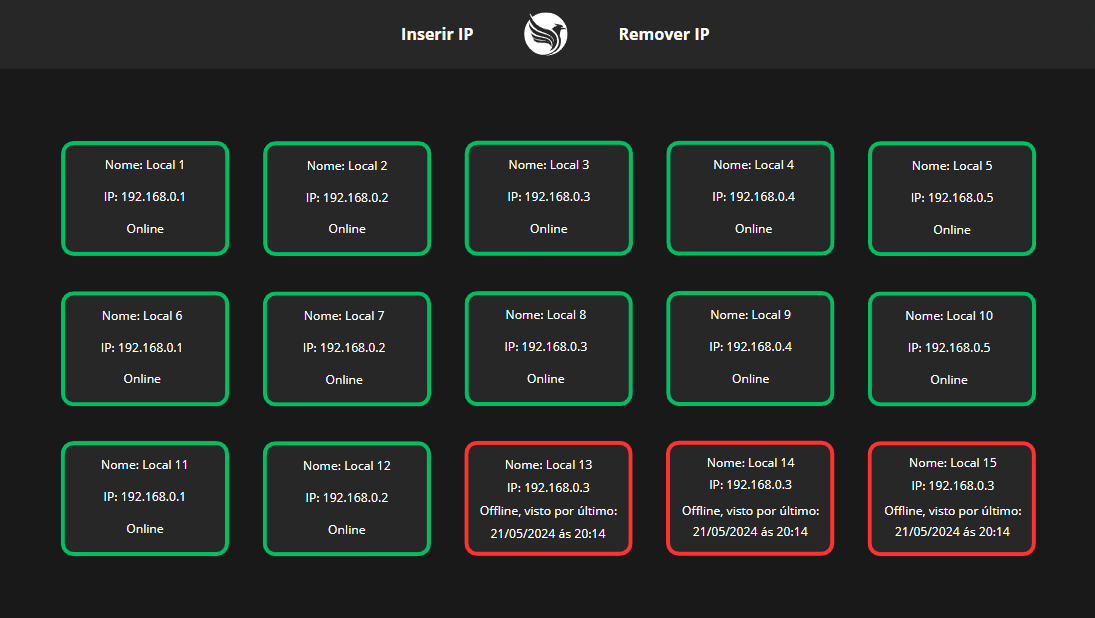 Inserir IP
Remover IP
Nome: Local 1
IP: 192.168.0.1
Online
Nome: Local 2
IP: 192.168.0.2
Online
Nome: Local 3
IP: 192.168.0.3
Online
Nome: Local 4
IP: 192.168.0.4
Online
Nome: Local 5
IP: 192.168.0.5
Online
Nome: Local 6
IP: 192.168.0.1
Online
Nome: Local 7
IP: 192.168.0.2
Online
Nome: Local 8
IP: 192.168.0.3
Online
Nome: Local 9
IP: 192.168.0.4
Online
Nome: Local 10
IP: 192.168.0.5
Online
Nome: Local 11
IP: 192.168.0.1
Online
Nome: Local 12
IP: 192.168.0.2
Online
Nome: Local 13
IP: 192.168.0.3
Offline, visto por último:
21/05/2024 ás 20:14
Nome: Local 14
IP: 192.168.0.3
Offline, visto por último:
21/05/2024 ás 20:14
Nome: Local 15
IP: 192.168.0.3
Offline, visto por último:
21/05/2024 ás 20:14